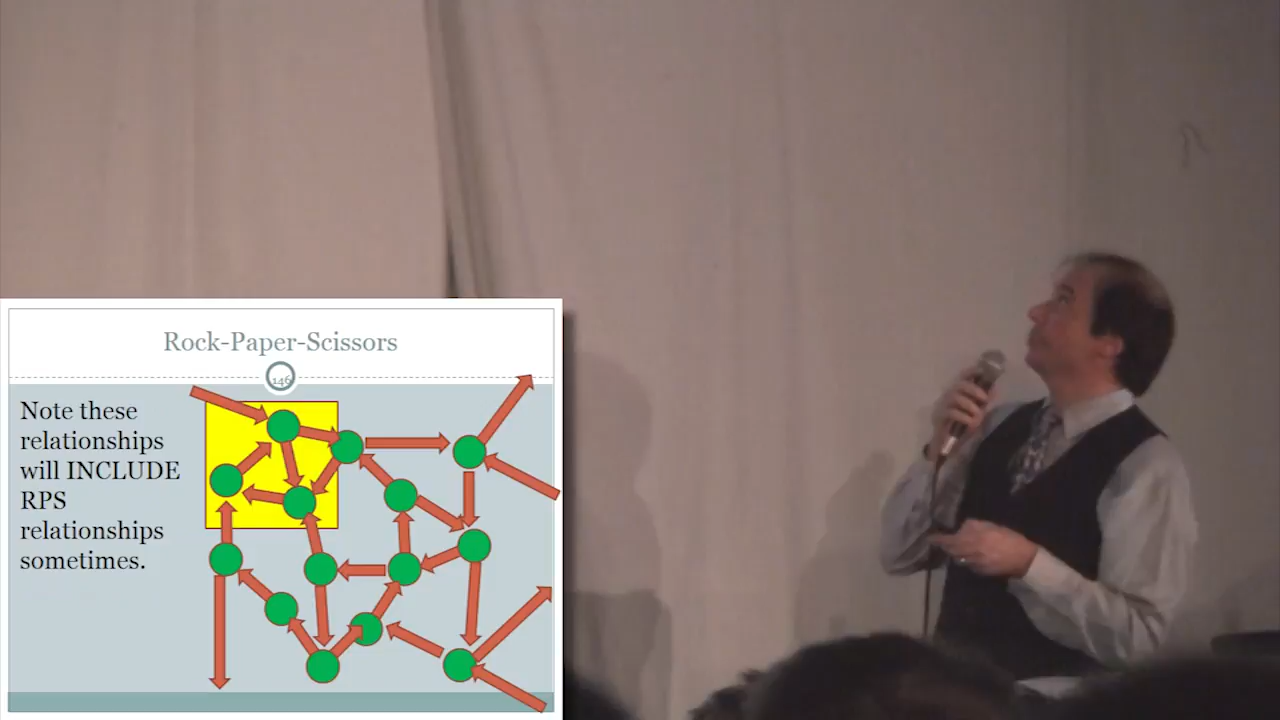 Rock-Paper-Scissors
146
Note these
relationships
will INCLUDE
RPS
relationships
sometimes.